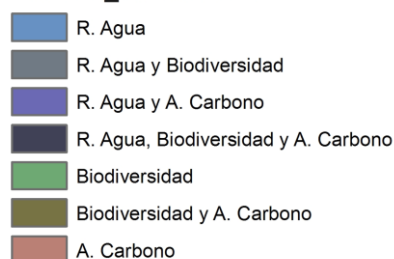 R. Agua
R. Agua y Biodiversidad
R. Agua y A. Carbono
R. Agua, Biodiversidad y A. Carbono
Biodiversidad
Biodiversidad y A. Carbono
A. Carbono